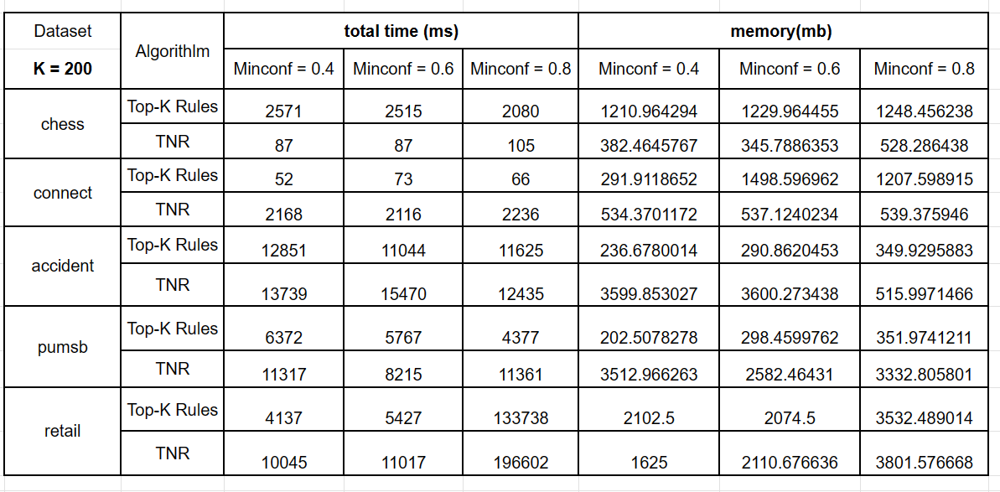 Dataset Algorithlm total time (ms) memory(mb)
K = 200 Minconf = 0.4 Minconf = 0.6 Minconf = 0.8 Minconf = 0.4 Minconf = 0.6 Minconf = 0.8
chess Top-K Rules 2571 2515 2080 1210.964294 1229.964455 1248.456238
TNR 87 87 105 382.4645767 345.7886353 528.286438
connect Top-K Rules 52 73 66 291.9118652 1498.596962 1207.598915
TNR 2168 2116 2236 534.3701172 537.1240234 539.375946
accident Top-K Rules 12851 11044 11625 236.6780014 290.8620453 349.9295883
TNR 13739 15470 12435 3599.853027 3600.273438 515.9971466
pumsb Top-K Rules 6372 5767 4377 202.5078278 298.4599762 351.9741211
TNR 11317 8215 11361 3512.966263 2582.46431 3332.805801
retail Top-K Rules 4137 5427 133738 2102.5 2074.5 3532.489014
TNR 10045 11017 196602 1625 2110.676636 3801.576668